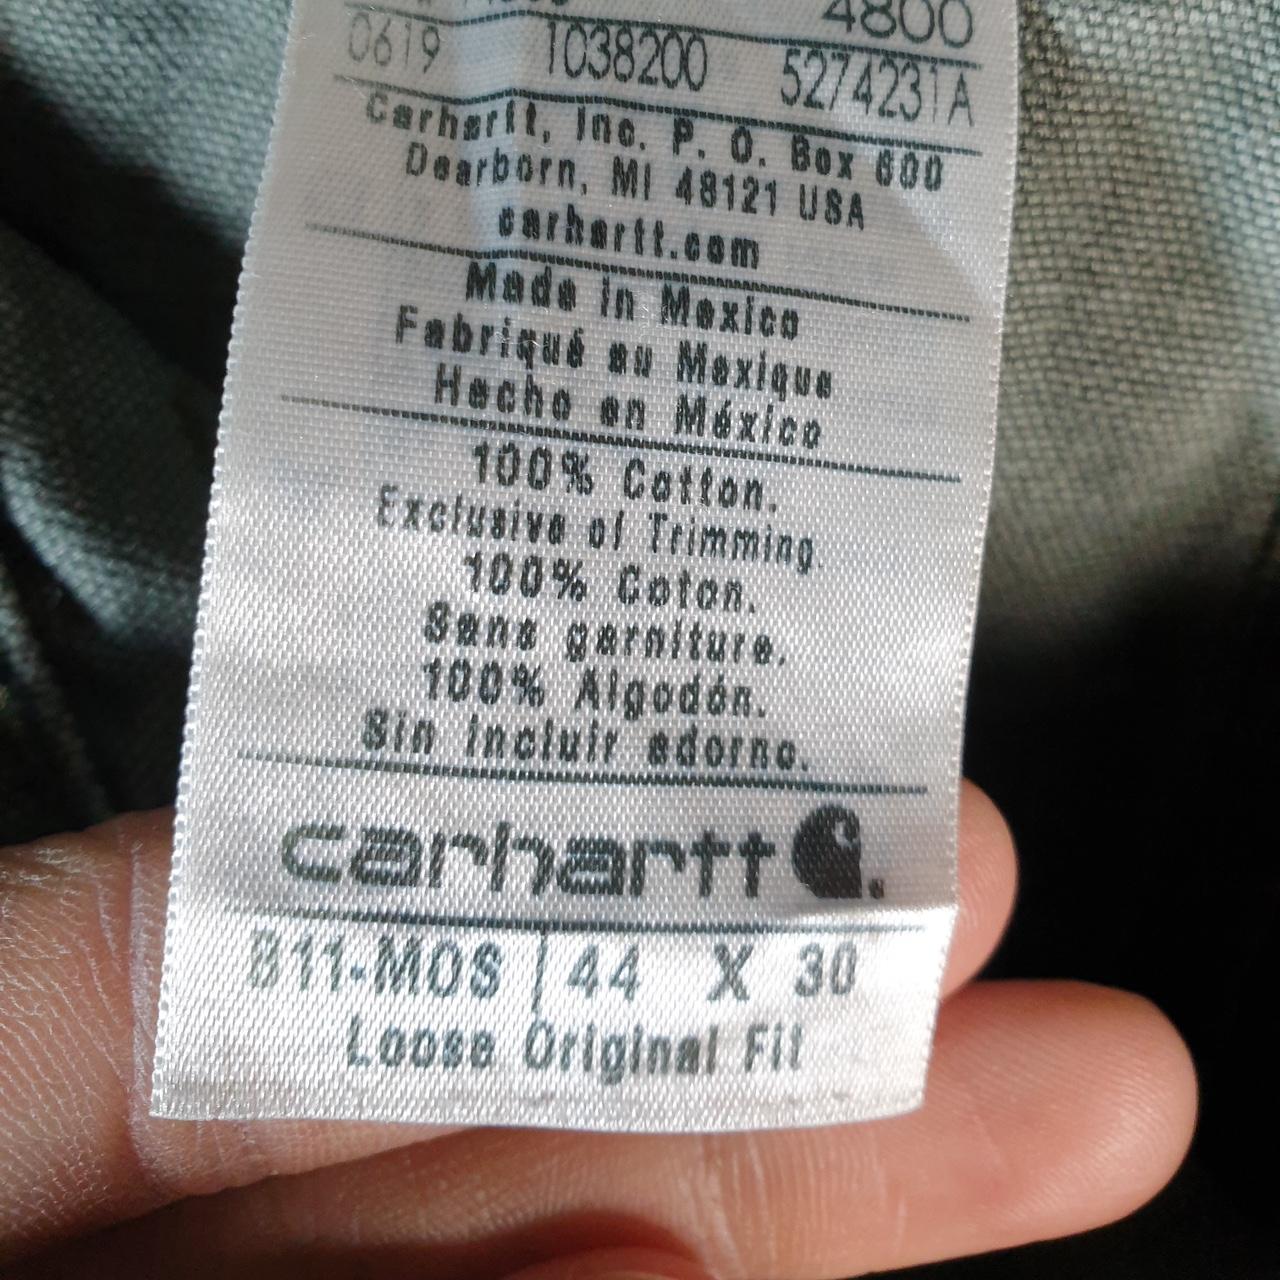 4800
0619 1038200 5274231A
Carhartt, Inc. P. O. Box 600
Dearborn, MI 48121 USA
carhartt.com
Made in Mexico
Fabriqué au Mexique
Hecho en México
100% Cotton.
Exclusive of Trimming.
100% Coton.
Sans garniture.
100% Algodón.
Sin incluir adorno.
carhartt
B11-MOS 44 X 30
Loose Original Fit